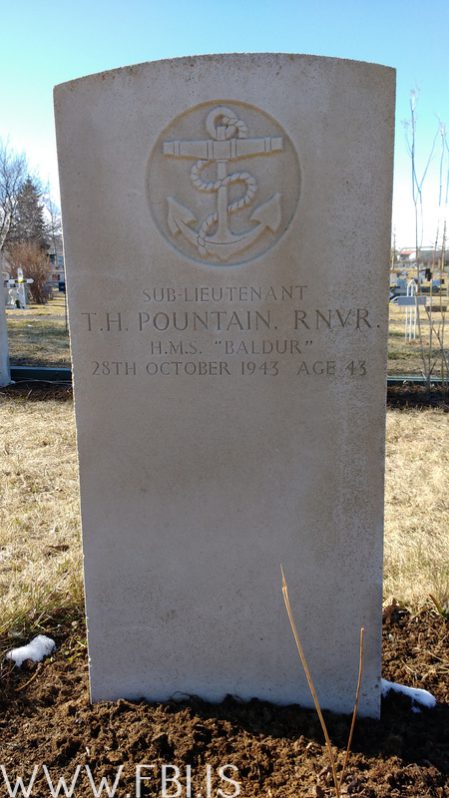 SUB-LIEUTENANT
T.H. POUNTAIN. RNVR.
H.M.S. "BALDUR"
28TH OCTOBER 1943 AGE 43
WWW.FBI.IS